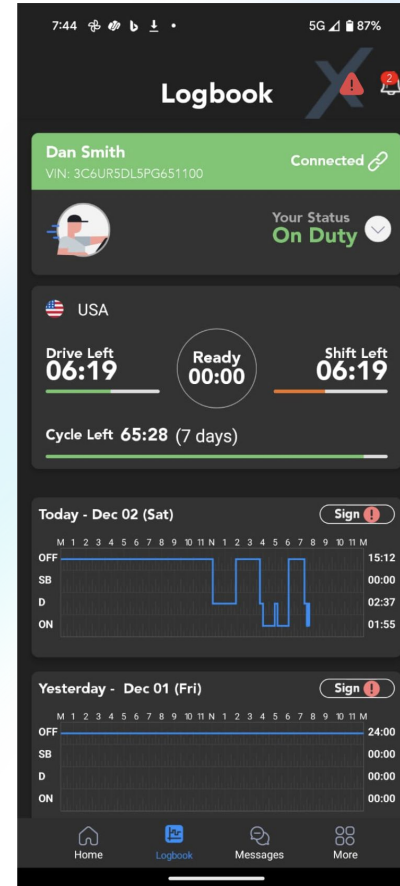 7:44 5G 87%
Logbook
2
Dan Smith
VIN: 3C6UR5DL5PG651100
Connected
Your Status
On Duty
USA
Drive Left
06:19
Ready
00:00
Shift Left
06:19
Cycle Left 65:28 (7 days)
Today - Dec 02 (Sat) Sign
M 1 2 3 4 5 6 7 8 9 10 11 N 1 2 3 4 5 6 7 8 9 10 11 M
OFF 15:12
SB 00:00
D 02:37
ON 01:55
Yesterday - Dec 01 (Fri) Sign
M 1 2 3 4 5 6 7 8 9 10 11 N 1 2 3 4 5 6 7 8 9 10 11 M
OFF 24:00
SB 00:00
D 00:00
ON 00:00
Home Logbook Messages More